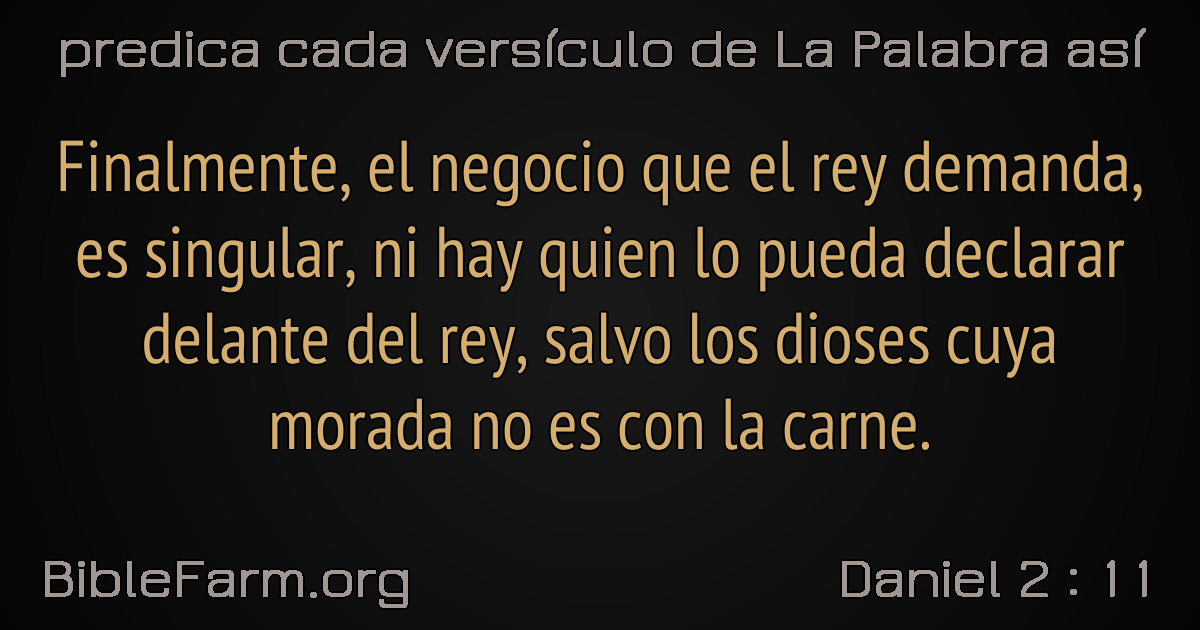 predica cada versículo de La Palabra así
Finalmente, el negocio que el rey demanda,
es singular, ni hay quien lo pueda declarar
delante del rey, salvo los dioses cuya
morada no es con la carne.
BibleFarm.org
Daniel 2 : 11